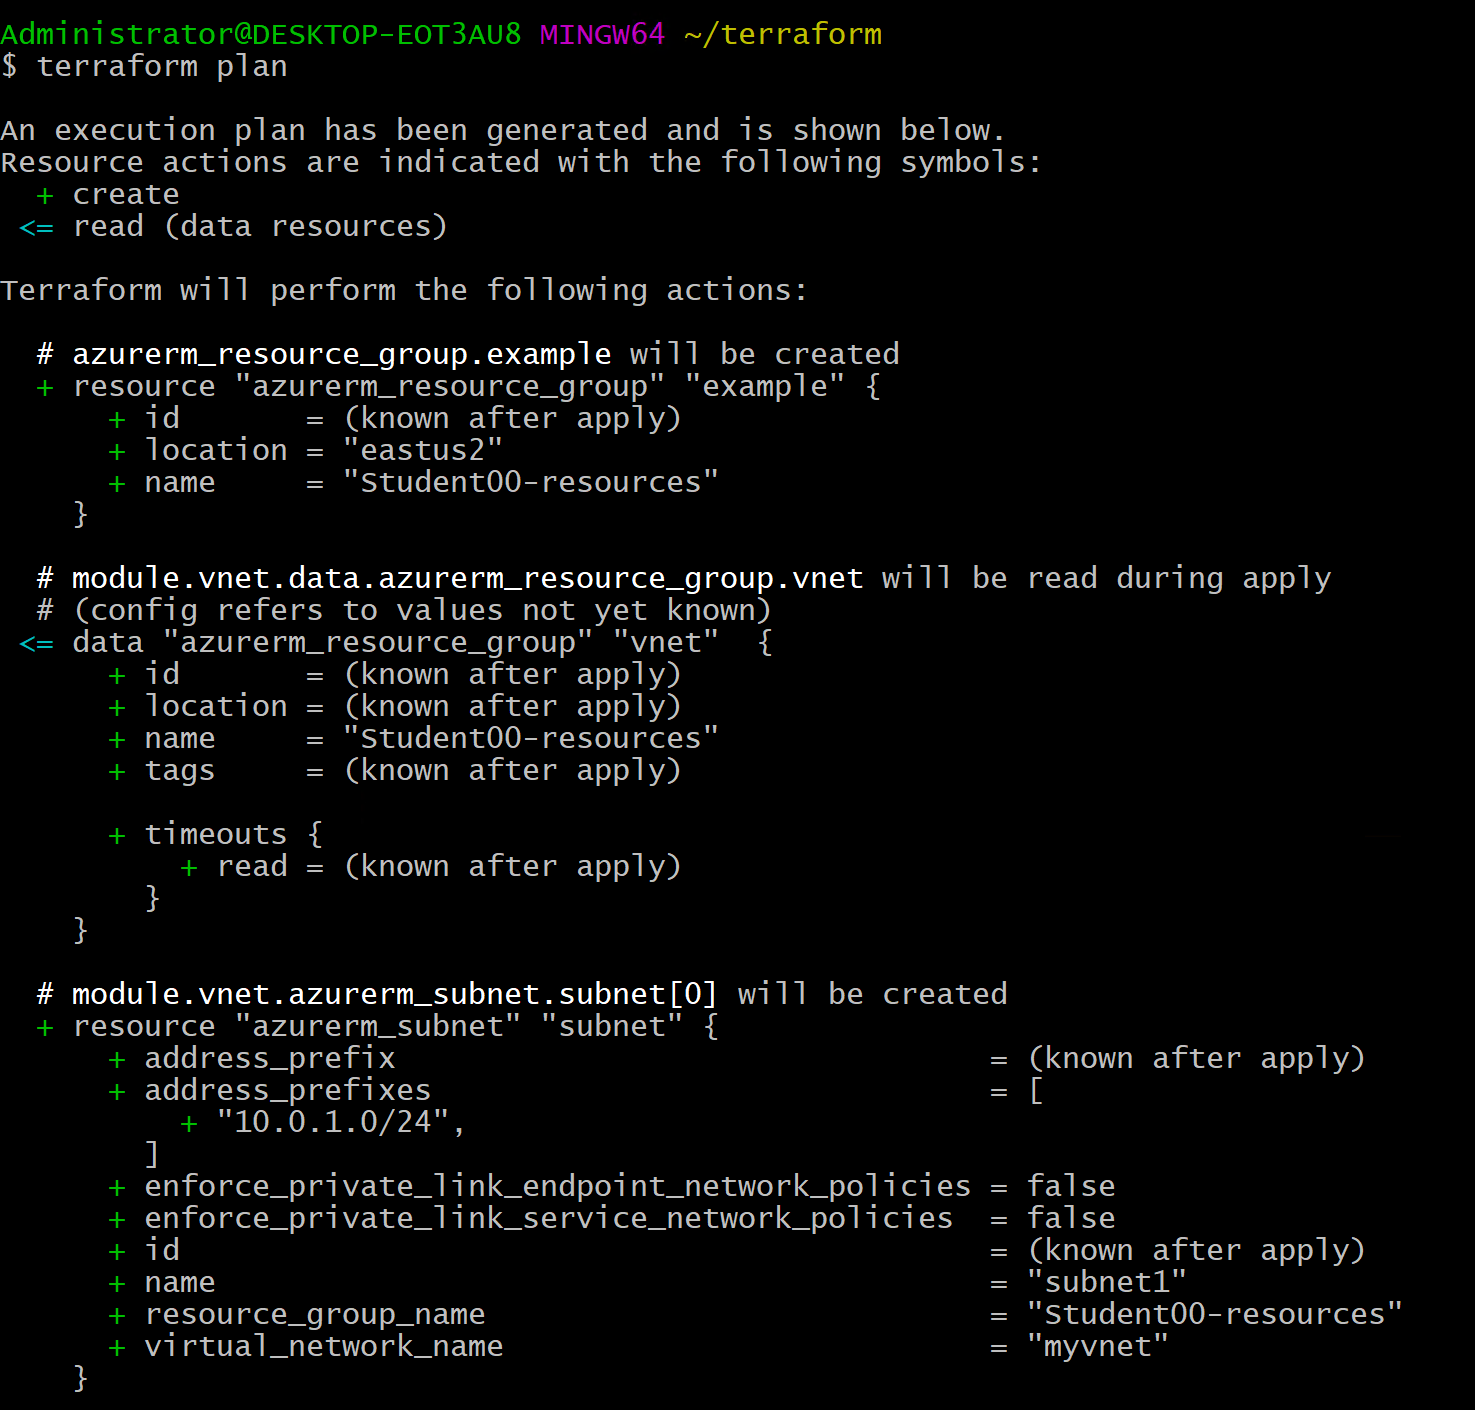 Administrator@DESKTOP-EOT3AU8 MINGW64 ~/terraform
$ terraform plan

An execution plan has been generated and is shown below.
Resource actions are indicated with the following symbols:
  + create
 <= read (data resources)

Terraform will perform the following actions:

  # azurerm_resource_group.example will be created
  + resource "azurerm_resource_group" "example" {
      + id       = (known after apply)
      + location = "eastus2"
      + name     = "Student00-resources"
    }

  # module.vnet.data.azurerm_resource_group.vnet will be read during apply
  # (config refers to values not yet known)
 <= data "azurerm_resource_group" "vnet"  {
      + id       = (known after apply)
      + location = (known after apply)
      + name     = "Student00-resources"
      + tags     = (known after apply)

      + timeouts {
          + read = (known after apply)
        }
    }

  # module.vnet.azurerm_subnet.subnet[0] will be created
  + resource "azurerm_subnet" "subnet" {
      + address_prefix                                 = (known after apply)
      + address_prefixes                               = [
          + "10.0.1.0/24",
        ]
      + enforce_private_link_endpoint_network_policies = false
      + enforce_private_link_service_network_policies  = false
      + id                                             = (known after apply)
      + name                                           = "subnet1"
      + resource_group_name                            = "Student00-resources"
      + virtual_network_name                           = "myvnet"
    }